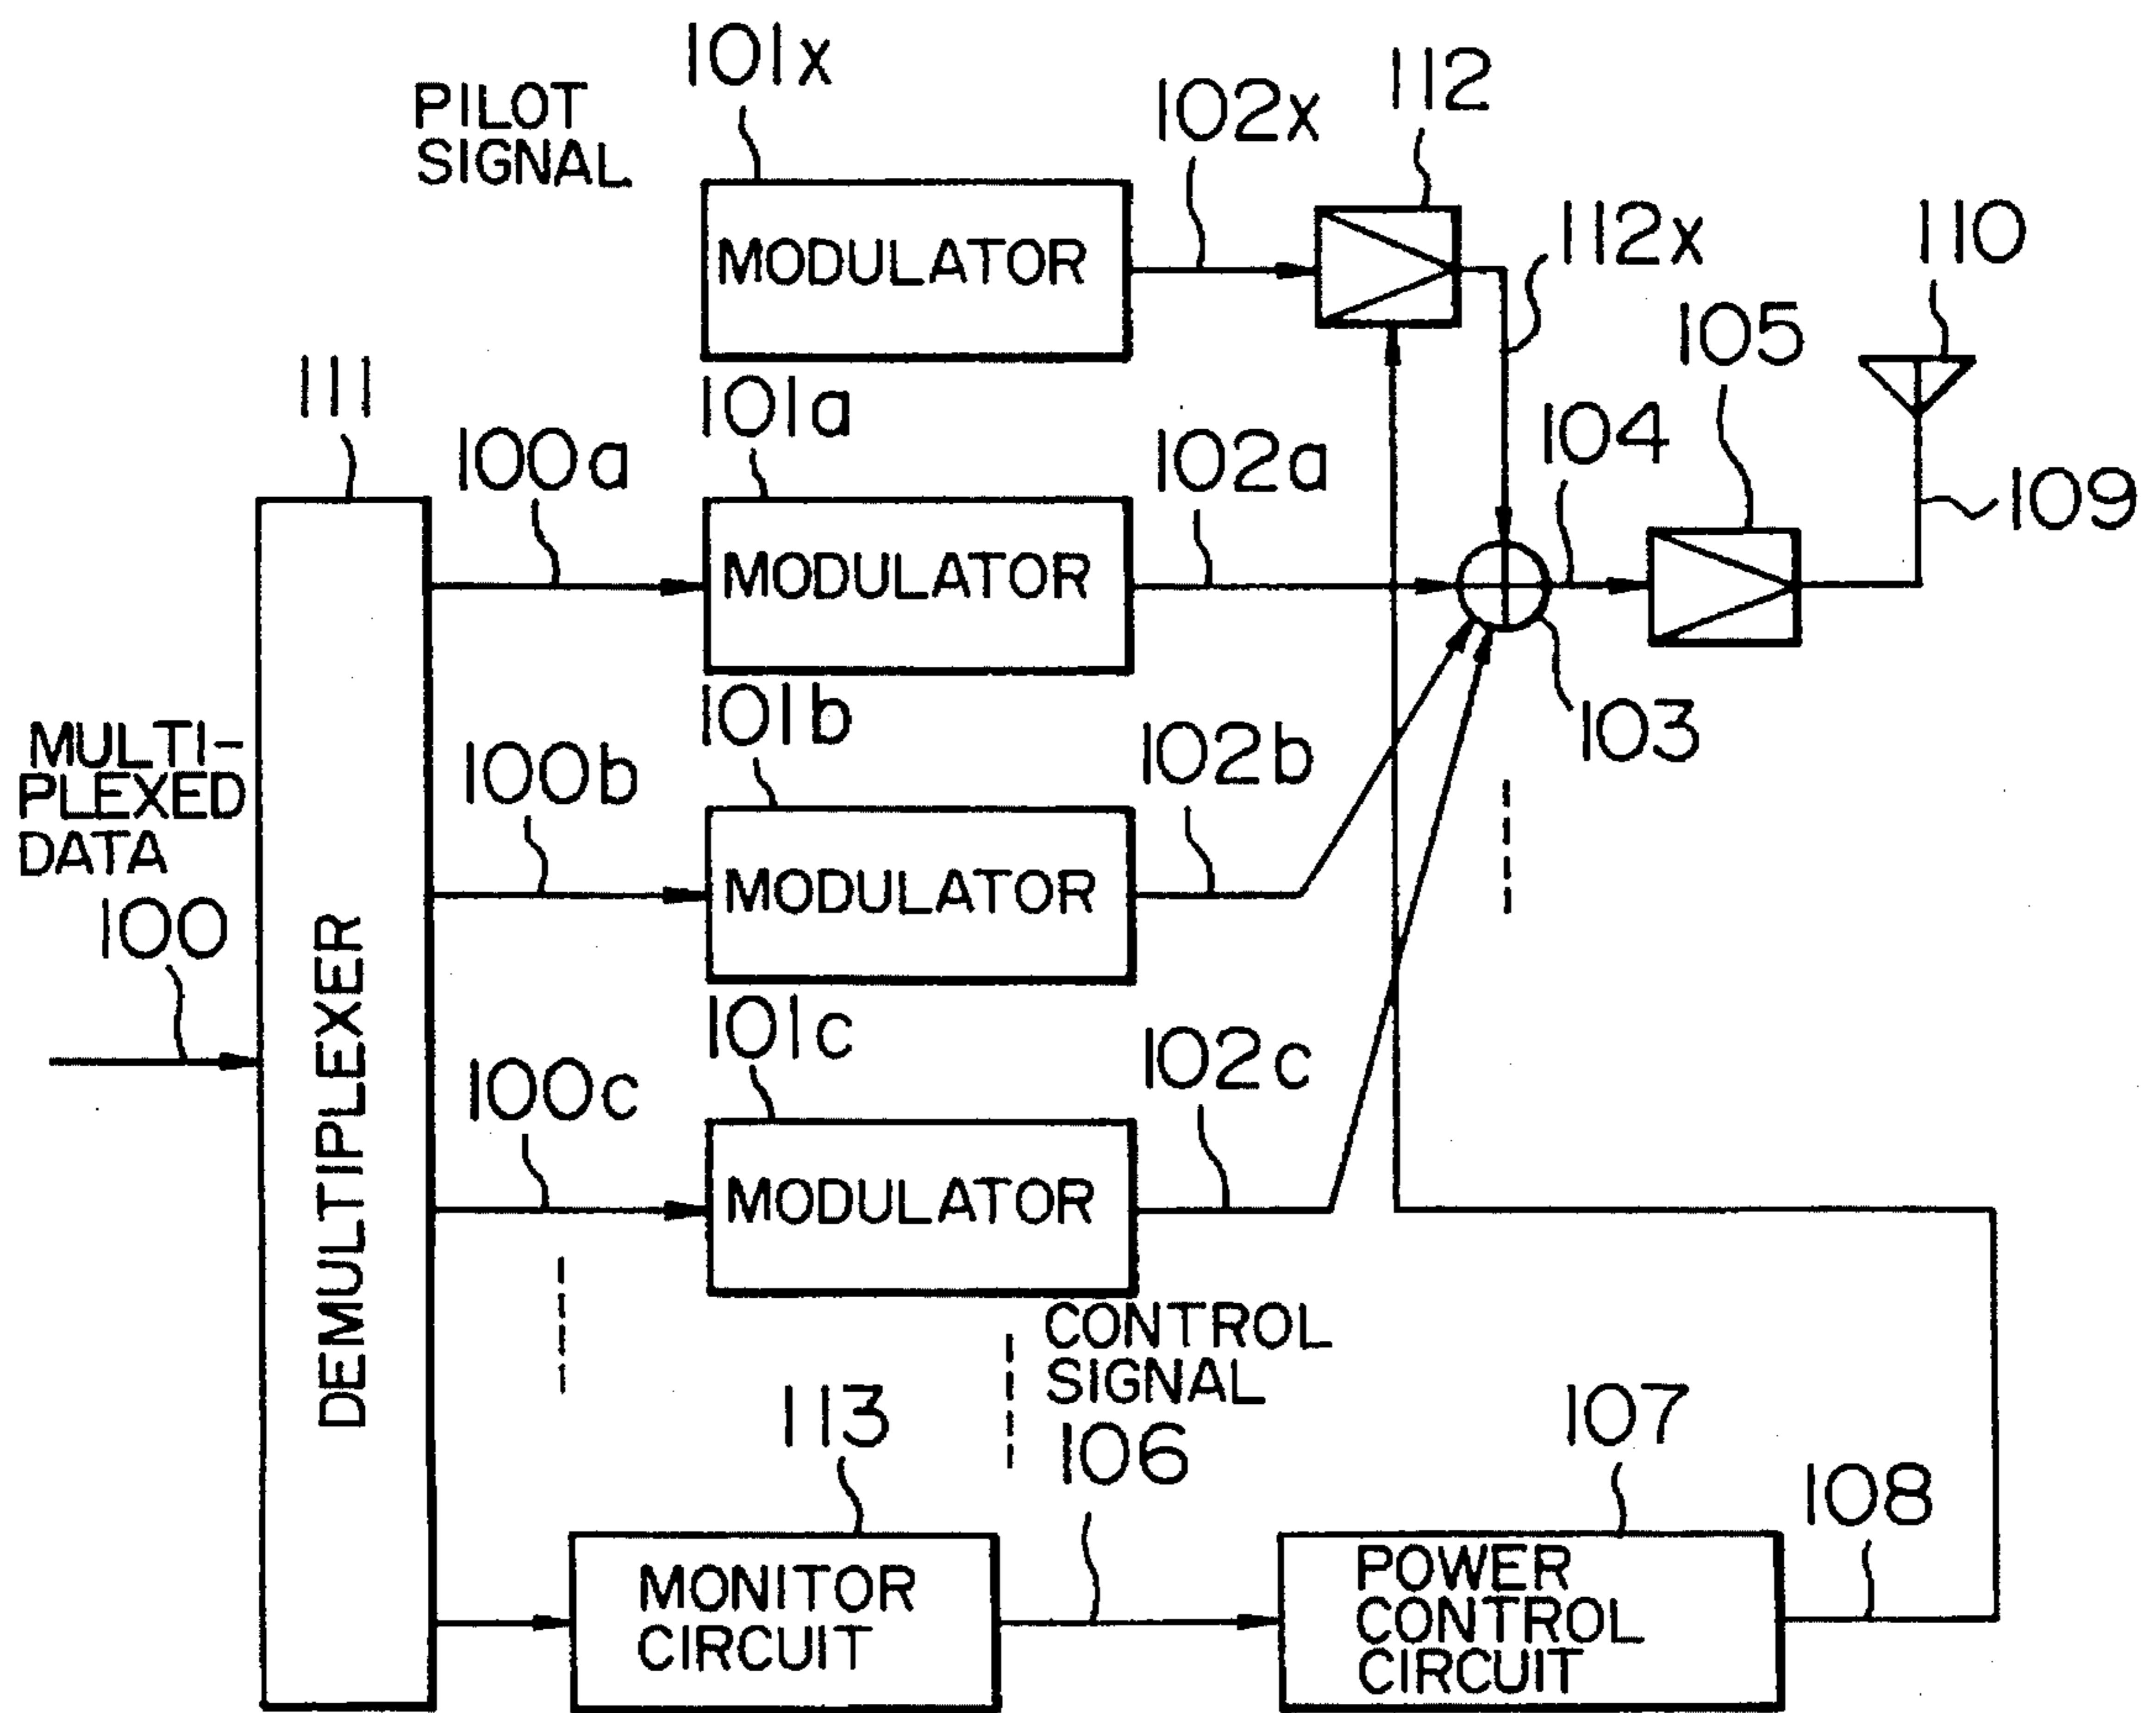 101x
PILOT
SIGNAL
102x
112
MODULATOR
112x
110
105
111
101a
100a
102a
104
109
MODULATOR
103
101b
MULTI-
PLEXED
DATA
100b
102b
100
MODULATOR
DEMULTIPLEXER
101c
100c
102c
MODULATOR
CONTROL
SIGNAL
113
106
107
108
MONITOR
CIRCUIT
POWER
CONTROL
CIRCUIT